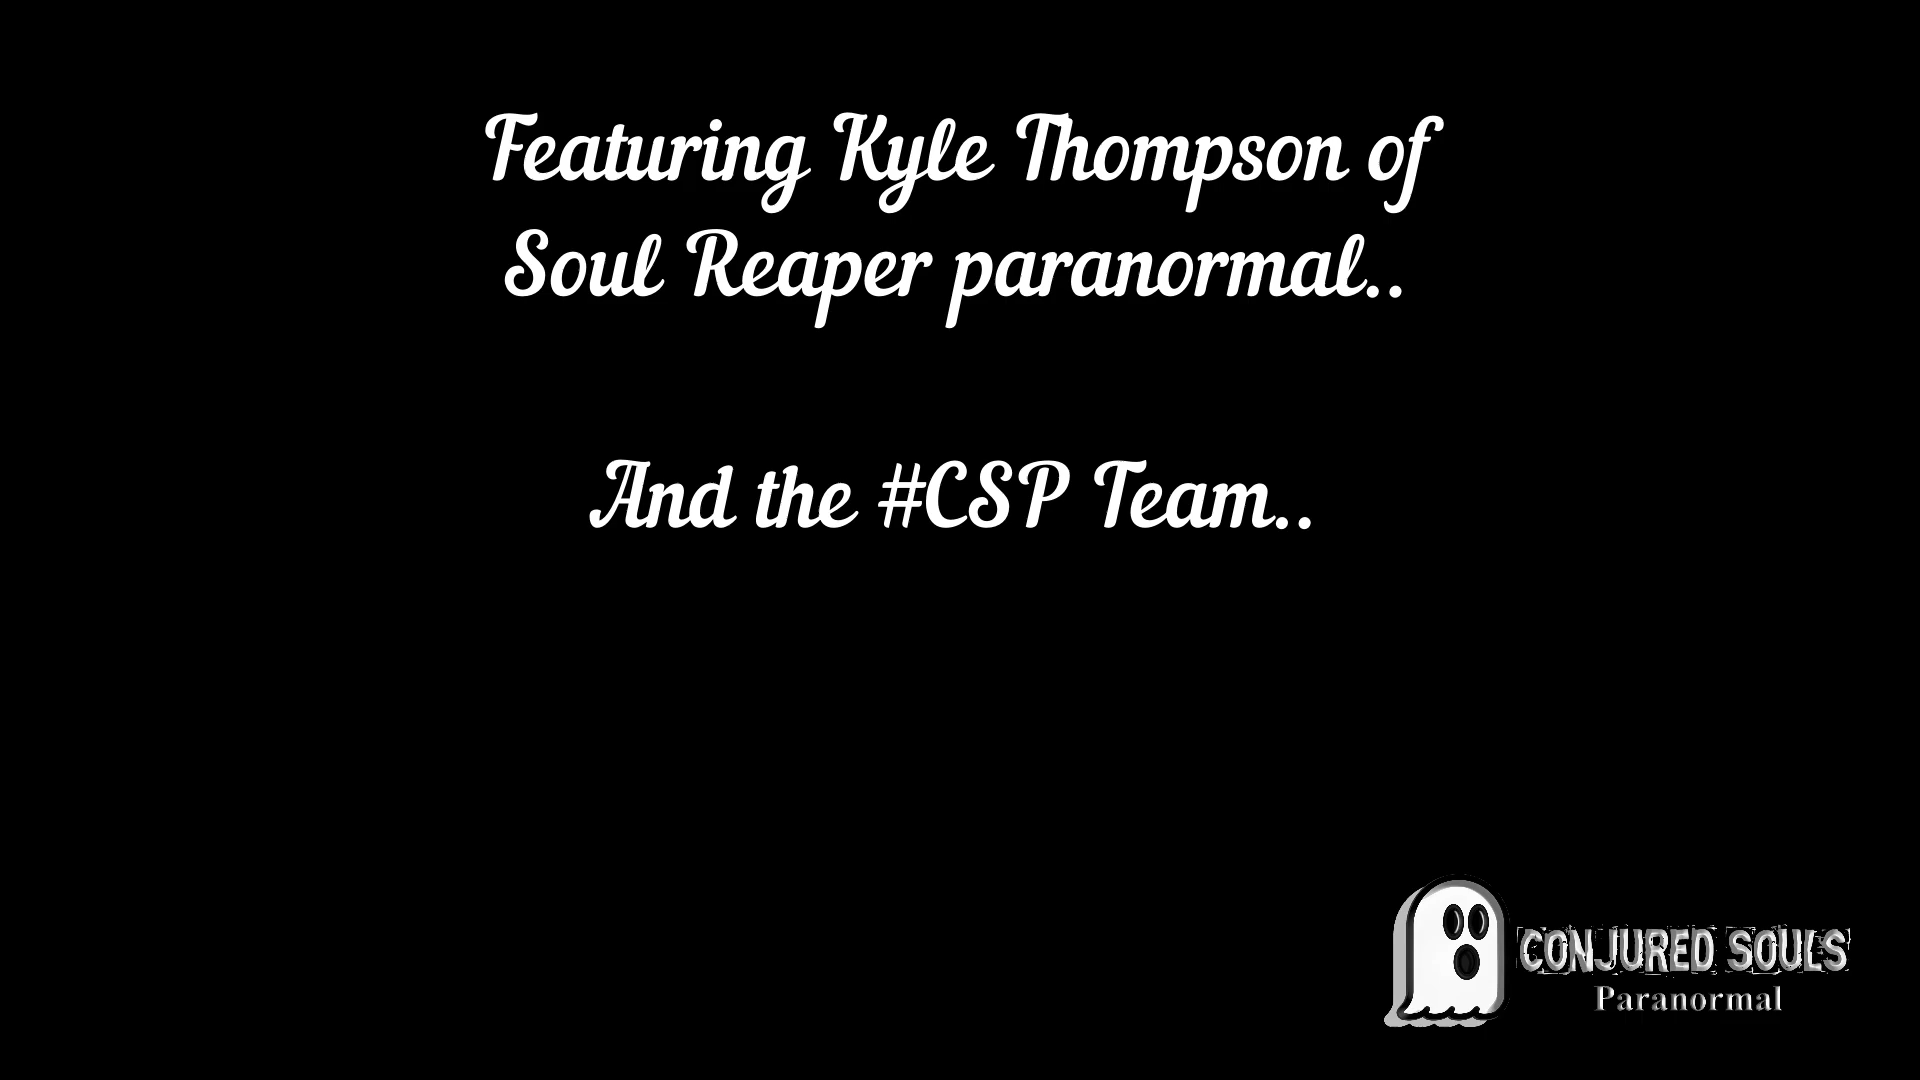 Featuring Kyle Thompson of
Soul Reaper paranormal..
And the #CSP Team..
CONJURED SOULS
Paranormal